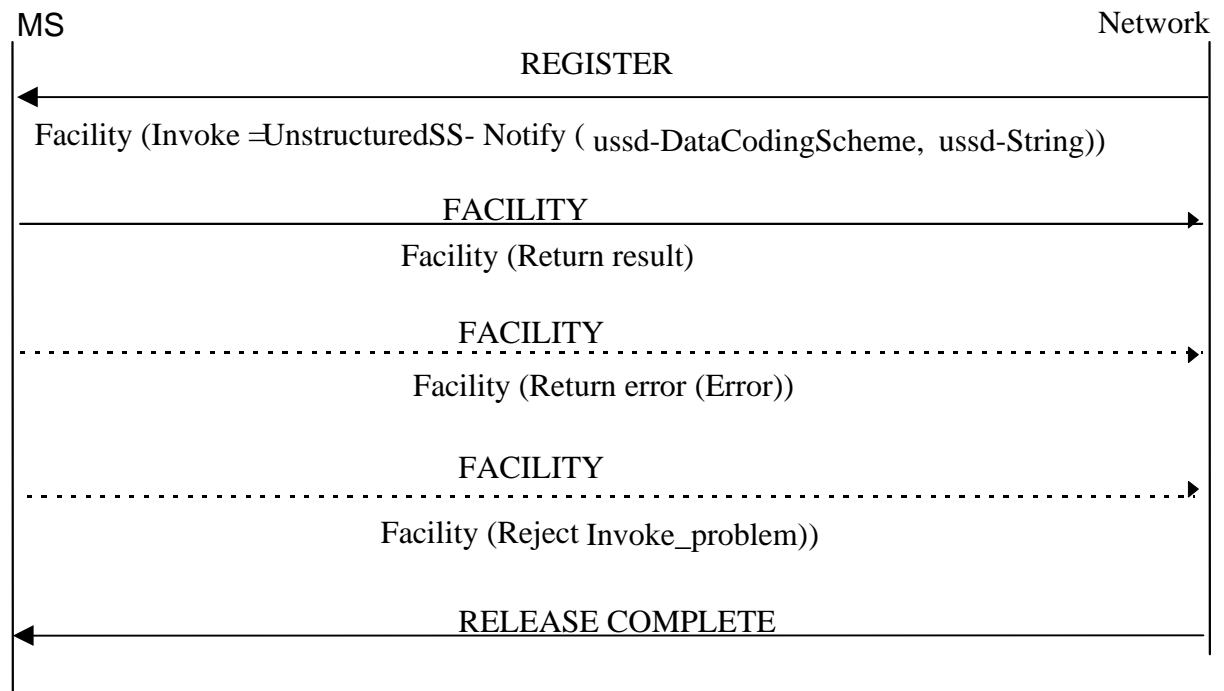 MS
Network
REGISTER
Facility (Invoke =UnstructuredSS- Notify ( ussd-DataCodingScheme, ussd-String))
FACILITY
Facility (Return result)
FACILITY
Facility (Return error (Error))
FACILITY
Facility (Reject Invoke_problem))
RELEASE COMPLETE